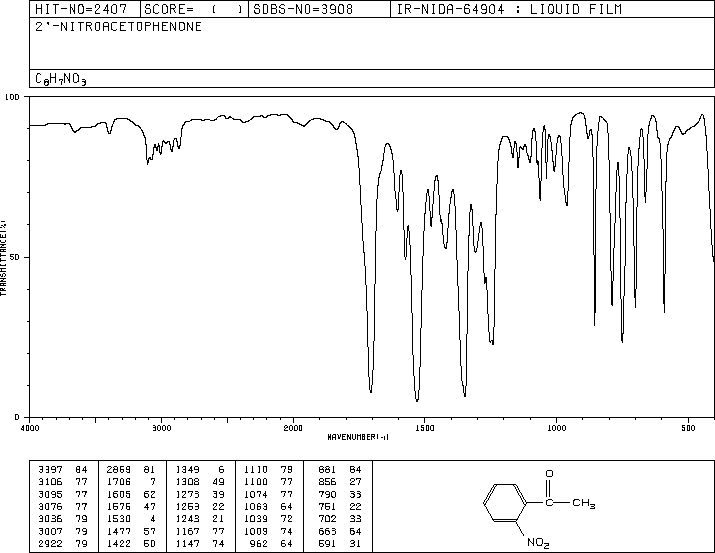 HIT-NO=2407 SCORE= ( ) SDBS-NO=3908 IR-NIDA-64904 : LIQUID FILM
2'-NITROACETOPHENONE
C8H7NO3
100
50
0
TRANSMITTANCE(%)
4000 3000 2000 1500 1000 500
WAVENUMBER(-1)
3397 84 2869 81 1349 6 1110 79 881 84
3106 77 1706 7 1308 49 1100 77 856 27
3095 77 1605 62 1273 39 1074 77 790 33
3076 77 1576 47 1259 22 1063 64 751 22
3036 79 1530 4 1243 21 1039 72 702 33
3007 79 1477 57 1167 77 1009 74 663 64
2922 79 1422 50 1147 74 962 64 591 31
O
C CH3
NO2